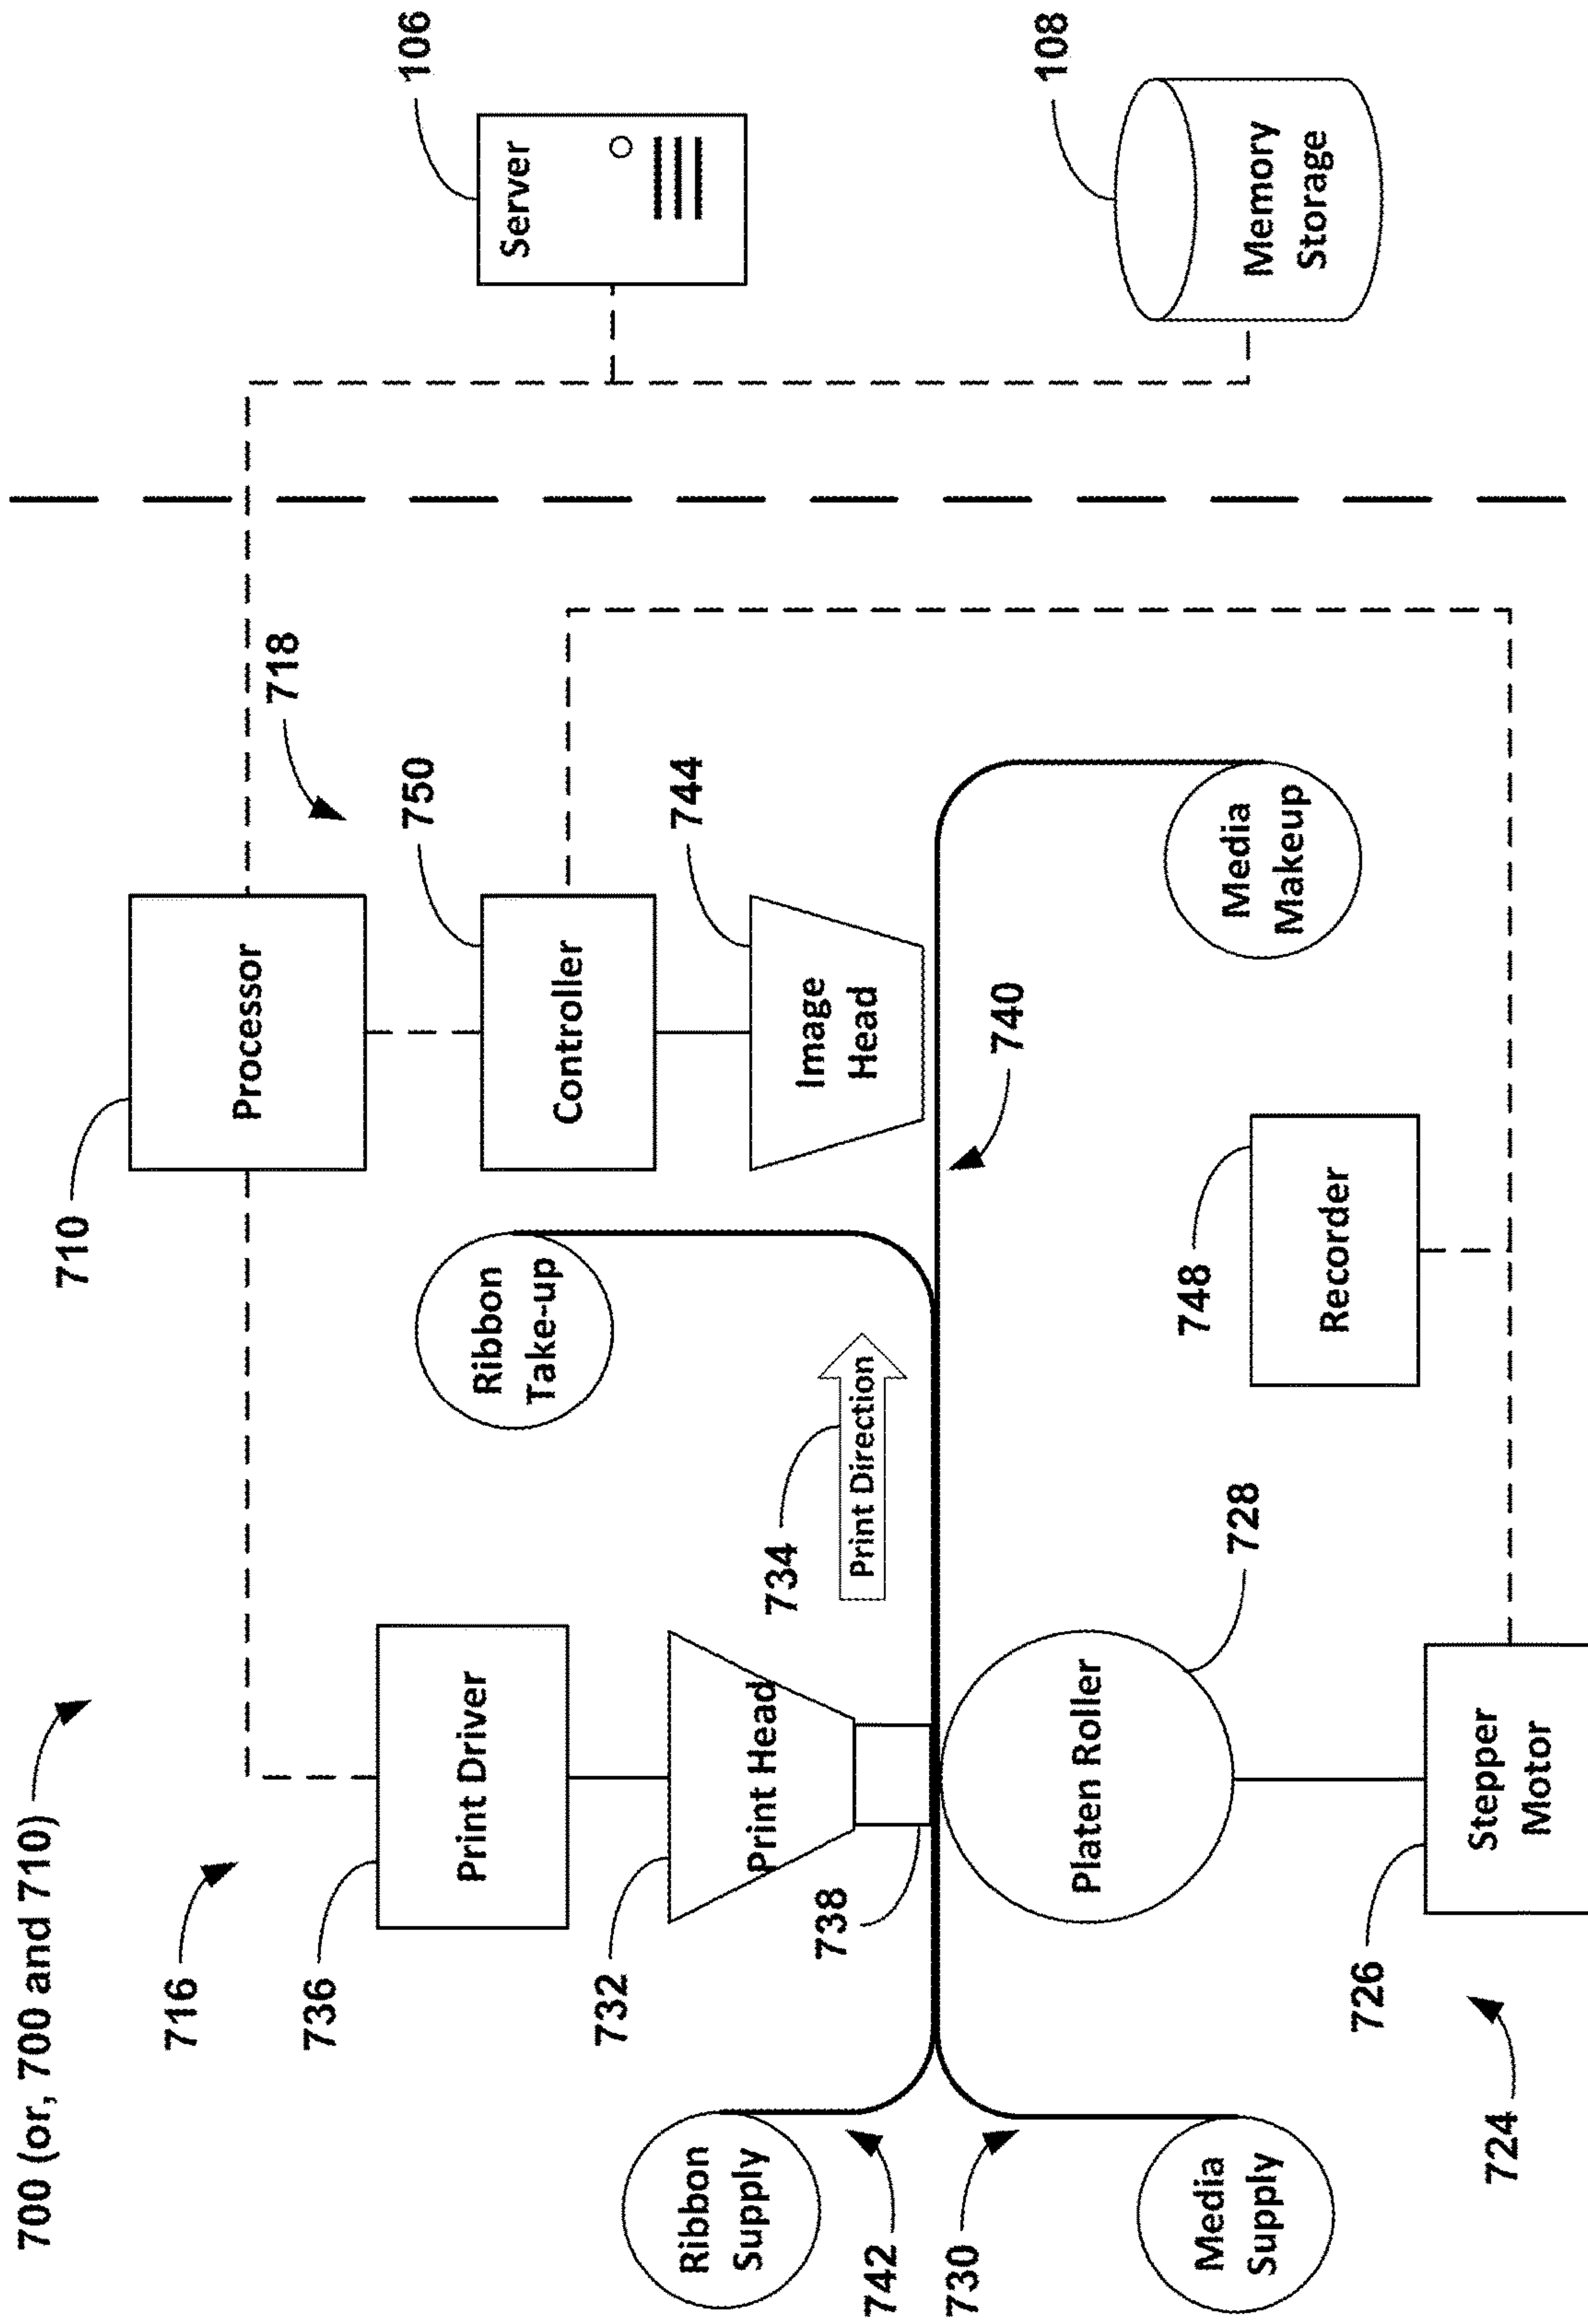 700 (or, 700 and 710)
716
736
Print Driver
732
Print Head
738
734
Print Direction
Ribbon
Supply
742
730
Media
Supply
Platen Roller
728
726
Stepper
Motor
724
710
Processor
718
750
Controller
744
Image
Head
Ribbon
Take-up
740
748
Recorder
Media
Makeup
106
Server
108
Memory
Storage